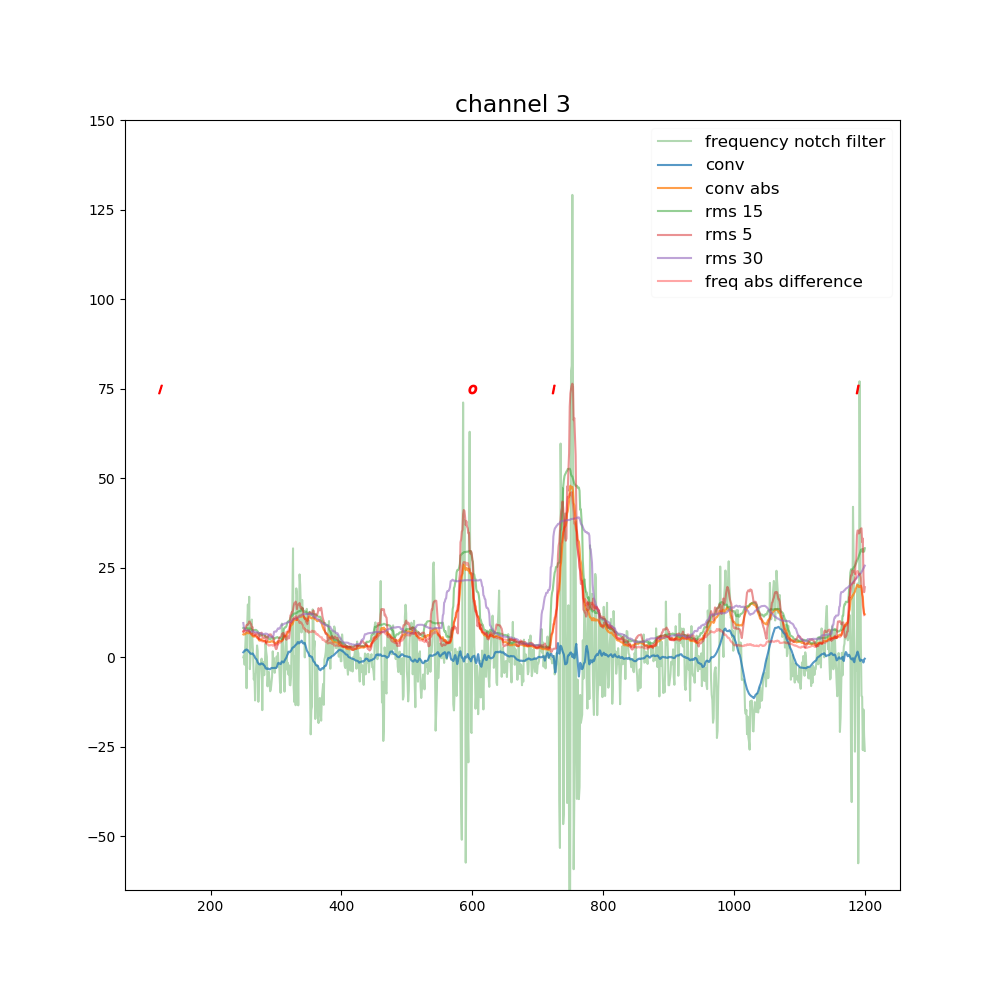 channel 3
150
125
100
75
50
25
0
−25
−50
200
400
600
800
1000
1200
frequency notch filter
conv
conv abs
rms 15
rms 5
rms 30
freq abs difference
I o I I